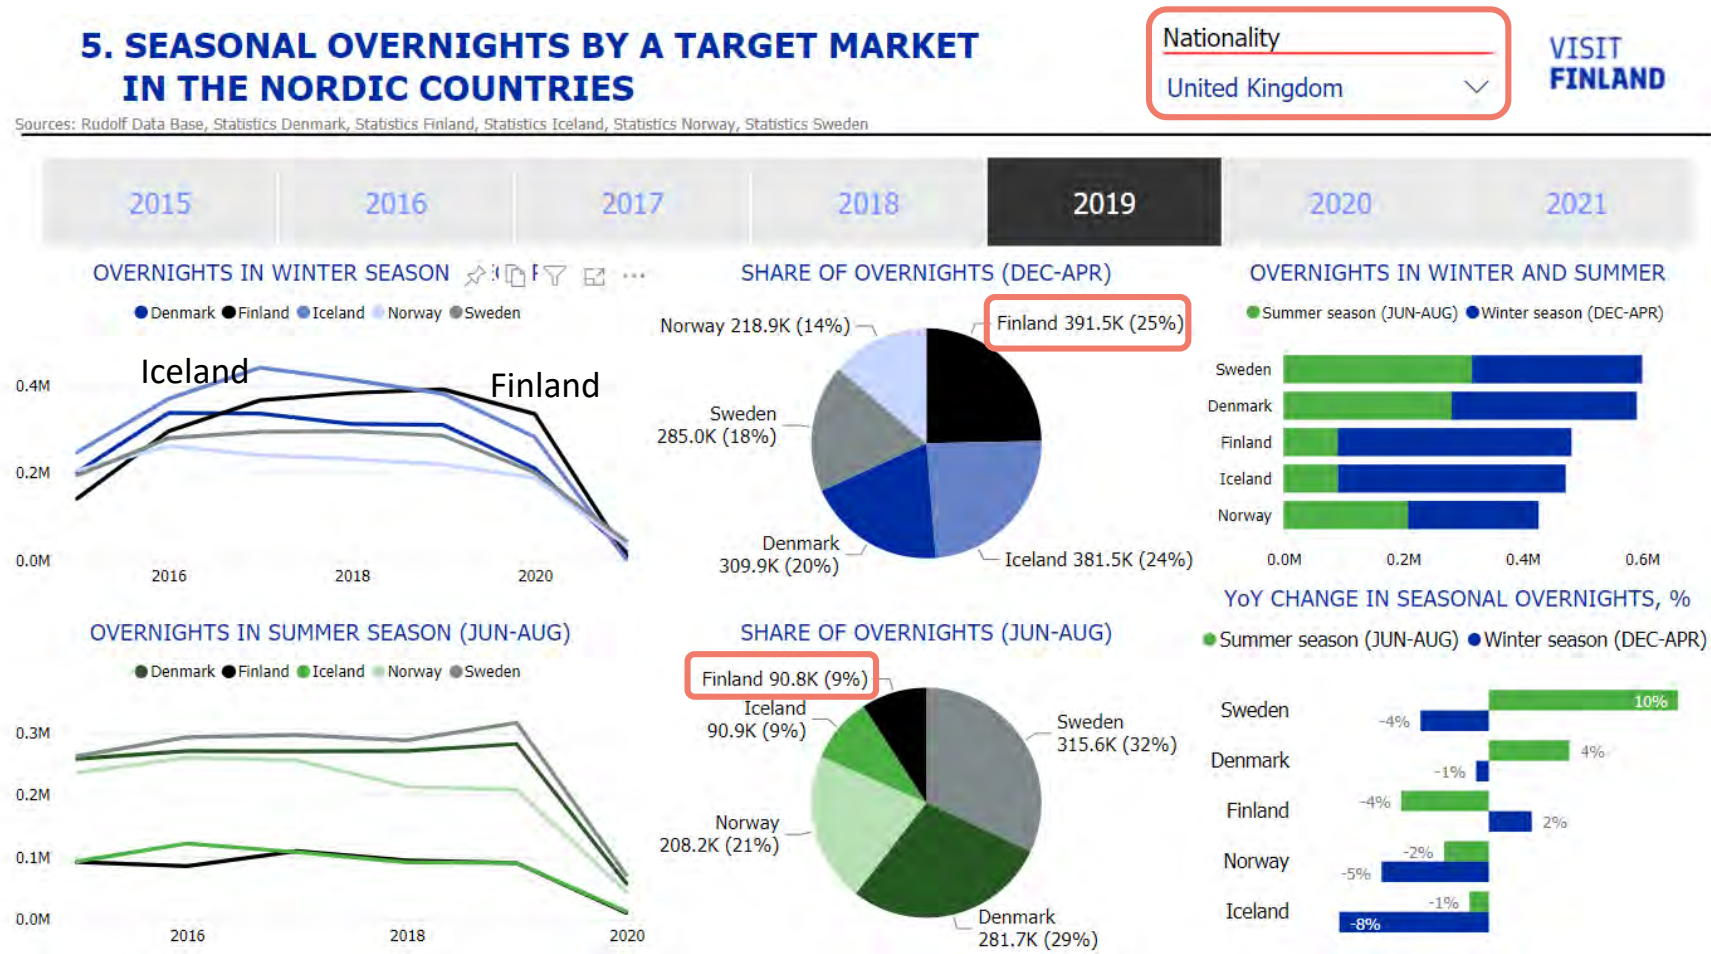 5. SEASONAL OVERNIGHTS BY A TARGET MARKET
IN THE NORDIC COUNTRIES
Sources: Rudolf Data Base, Statistics Denmark, Statistics Finland, Statistics Iceland, Statistics Norway, Statistics Sweden
Nationality
United Kingdom
VISIT
FINLAND
2015 2016 2017 2018 2019 2020 2021
OVERNIGHTS IN WINTER SEASON
Denmark Finland Iceland Norway Sweden
Iceland
Finland
0.4M
0.2M
0.0M
2016 2018 2020
SHARE OF OVERNIGHTS (DEC-APR)
Norway 218.9K (14%)
Finland 391.5K (25%)
Sweden
285.0K (18%)
Denmark
309.9K (20%)
Iceland 381.5K (24%)
OVERNIGHTS IN WINTER AND SUMMER
Summer season (JUN-AUG) Winter season (DEC-APR)
Sweden
Denmark
Finland
Iceland
Norway
0.0M 0.2M 0.4M 0.6M
OVERNIGHTS IN SUMMER SEASON (JUN-AUG)
Denmark Finland Iceland Norway Sweden
0.3M
0.2M
0.1M
0.0M
2016 2018 2020
SHARE OF OVERNIGHTS (JUN-AUG)
Finland 90.8K (9%)
Iceland
90.9K (9%)
Sweden
315.6K (32%)
Norway
208.2K (21%)
Denmark
281.7K (29%)
YoY CHANGE IN SEASONAL OVERNIGHTS, %
Summer season (JUN-AUG) Winter season (DEC-APR)
Sweden 10%
-4%
Denmark 4%
-1%
Finland -4%
2%
Norway -2%
-5%
Iceland -1%
-8%